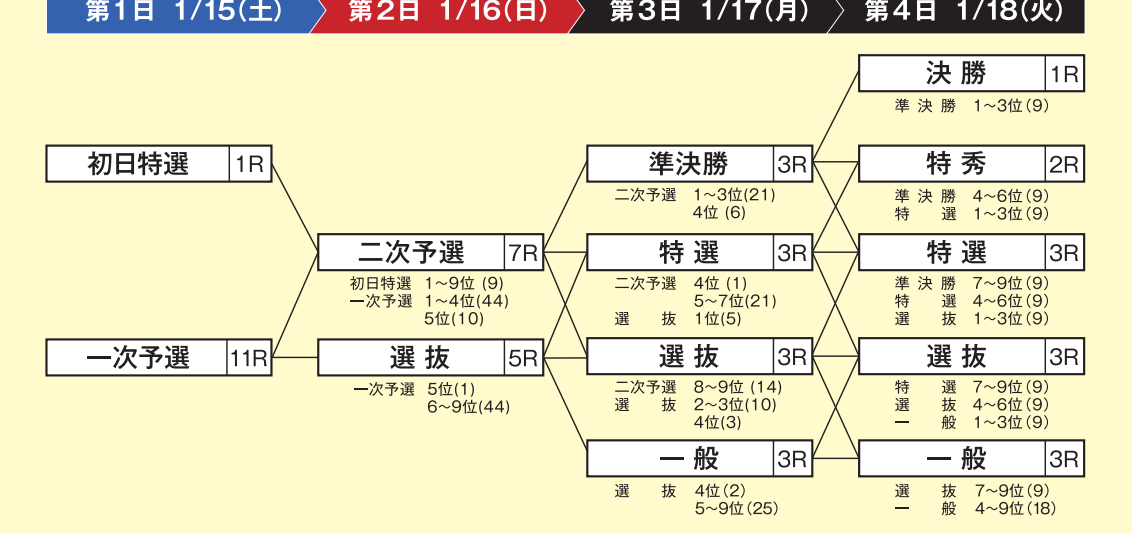 第1日 1/15(土)
第2日 1/16(日)
第3日 1/17(月)
第4日 1/18(火)
初日特選 1R
一次予選 11R
二次予選 7R
初日特選 1〜9位 (9)
一次予選 1〜4位(44)
5位(10)
選抜 5R
一次予選 5位(1)
6〜9位(44)
準決勝 3R
二次予選 1〜3位(21)
4位 (6)
特選 3R
二次予選 4位 (1)
5〜7位(21)
選抜 1位(5)
選抜 3R
二次予選 8〜9位 (14)
選抜 2〜3位(10)
4位(3)
一般 3R
選抜 4位(2)
5〜9位(25)
決勝 1R
準決勝 1〜3位(9)
特秀 2R
準決勝 4〜6位(9)
特選 1〜3位(9)
特選 3R
準決勝 7〜9位(9)
特選 4〜6位(9)
選抜 1〜3位(9)
選抜 3R
特選 7〜9位(9)
選抜 4〜6位(9)
一般 1〜3位(9)
一般 3R
選抜 7〜9位(9)
一般 4〜9位(18)